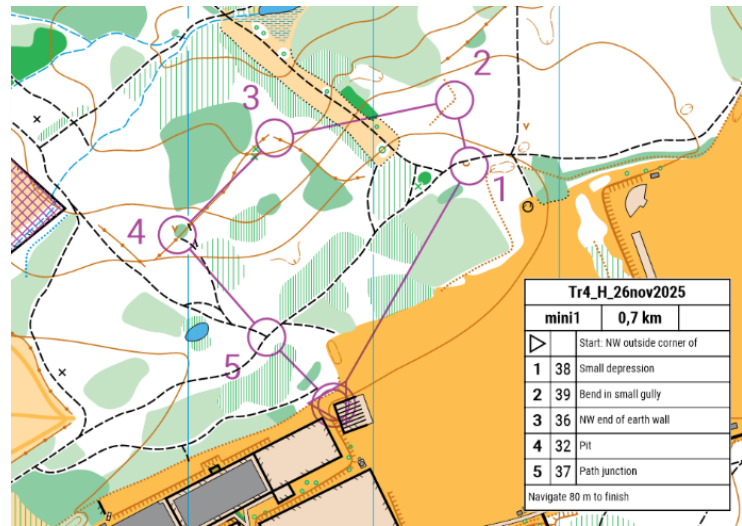 2
3
1
4
5
Tr4_H_26nov2025
mini1 0,7 km
Start: NW outside corner of
1 38 Small depression
2 39 Bend in small gully
3 36 NW end of earth wall
4 32 Pit
5 37 Path junction
Navigate 80 m to finish